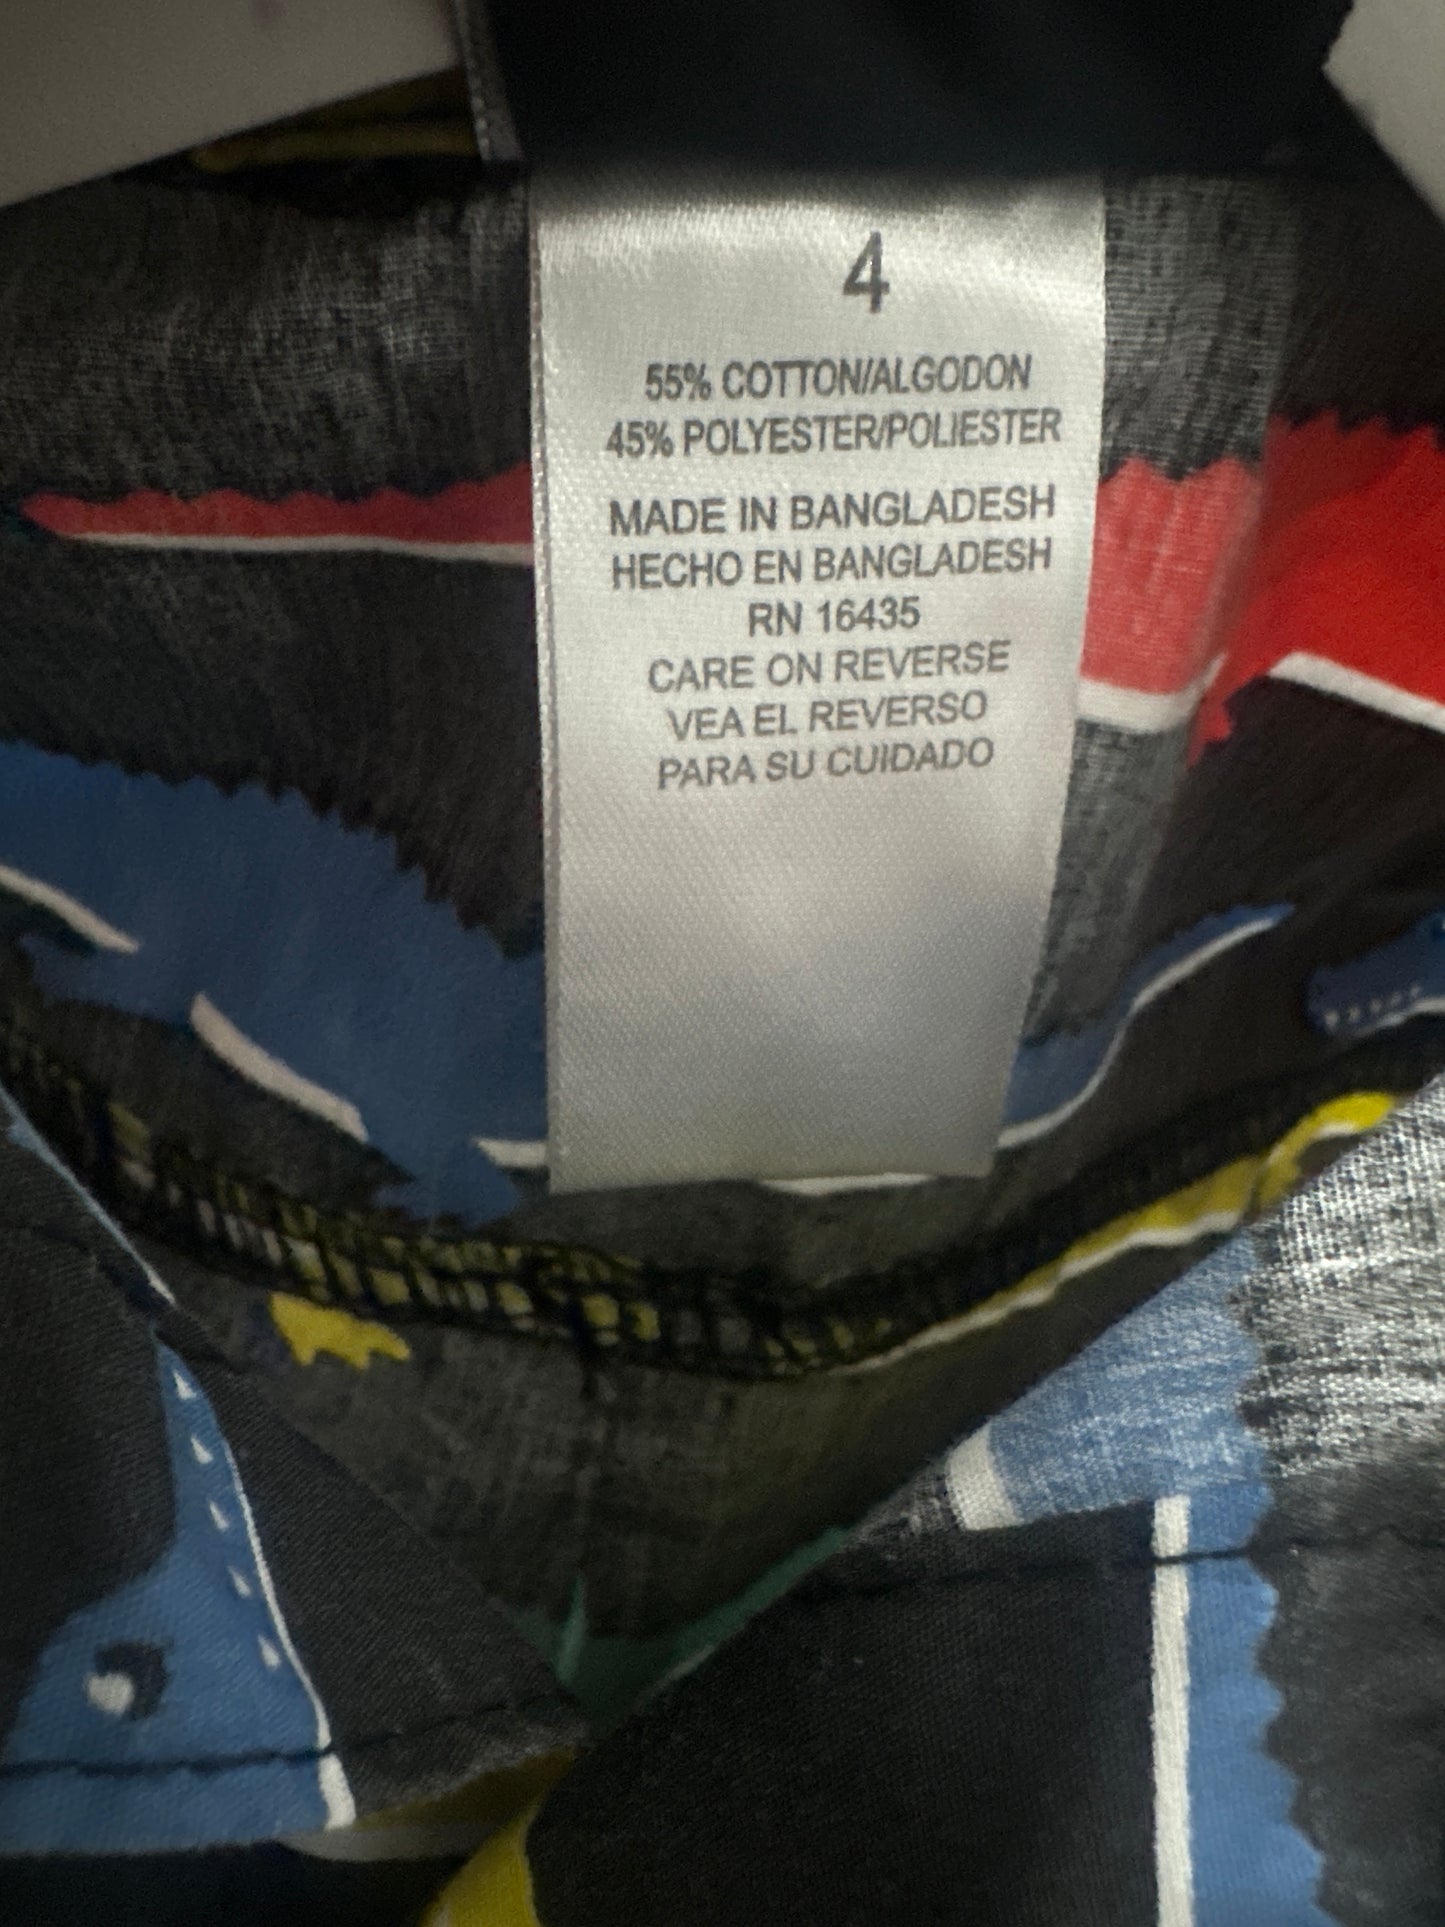 4
55% COTTON/ALGODON
45% POLYESTER/POLIESTER
MADE IN BANGLADESH
HECHO EN BANGLADESH
RN 16435
CARE ON REVERSE
VEA EL REVERSO
PARA SU CUIDADO